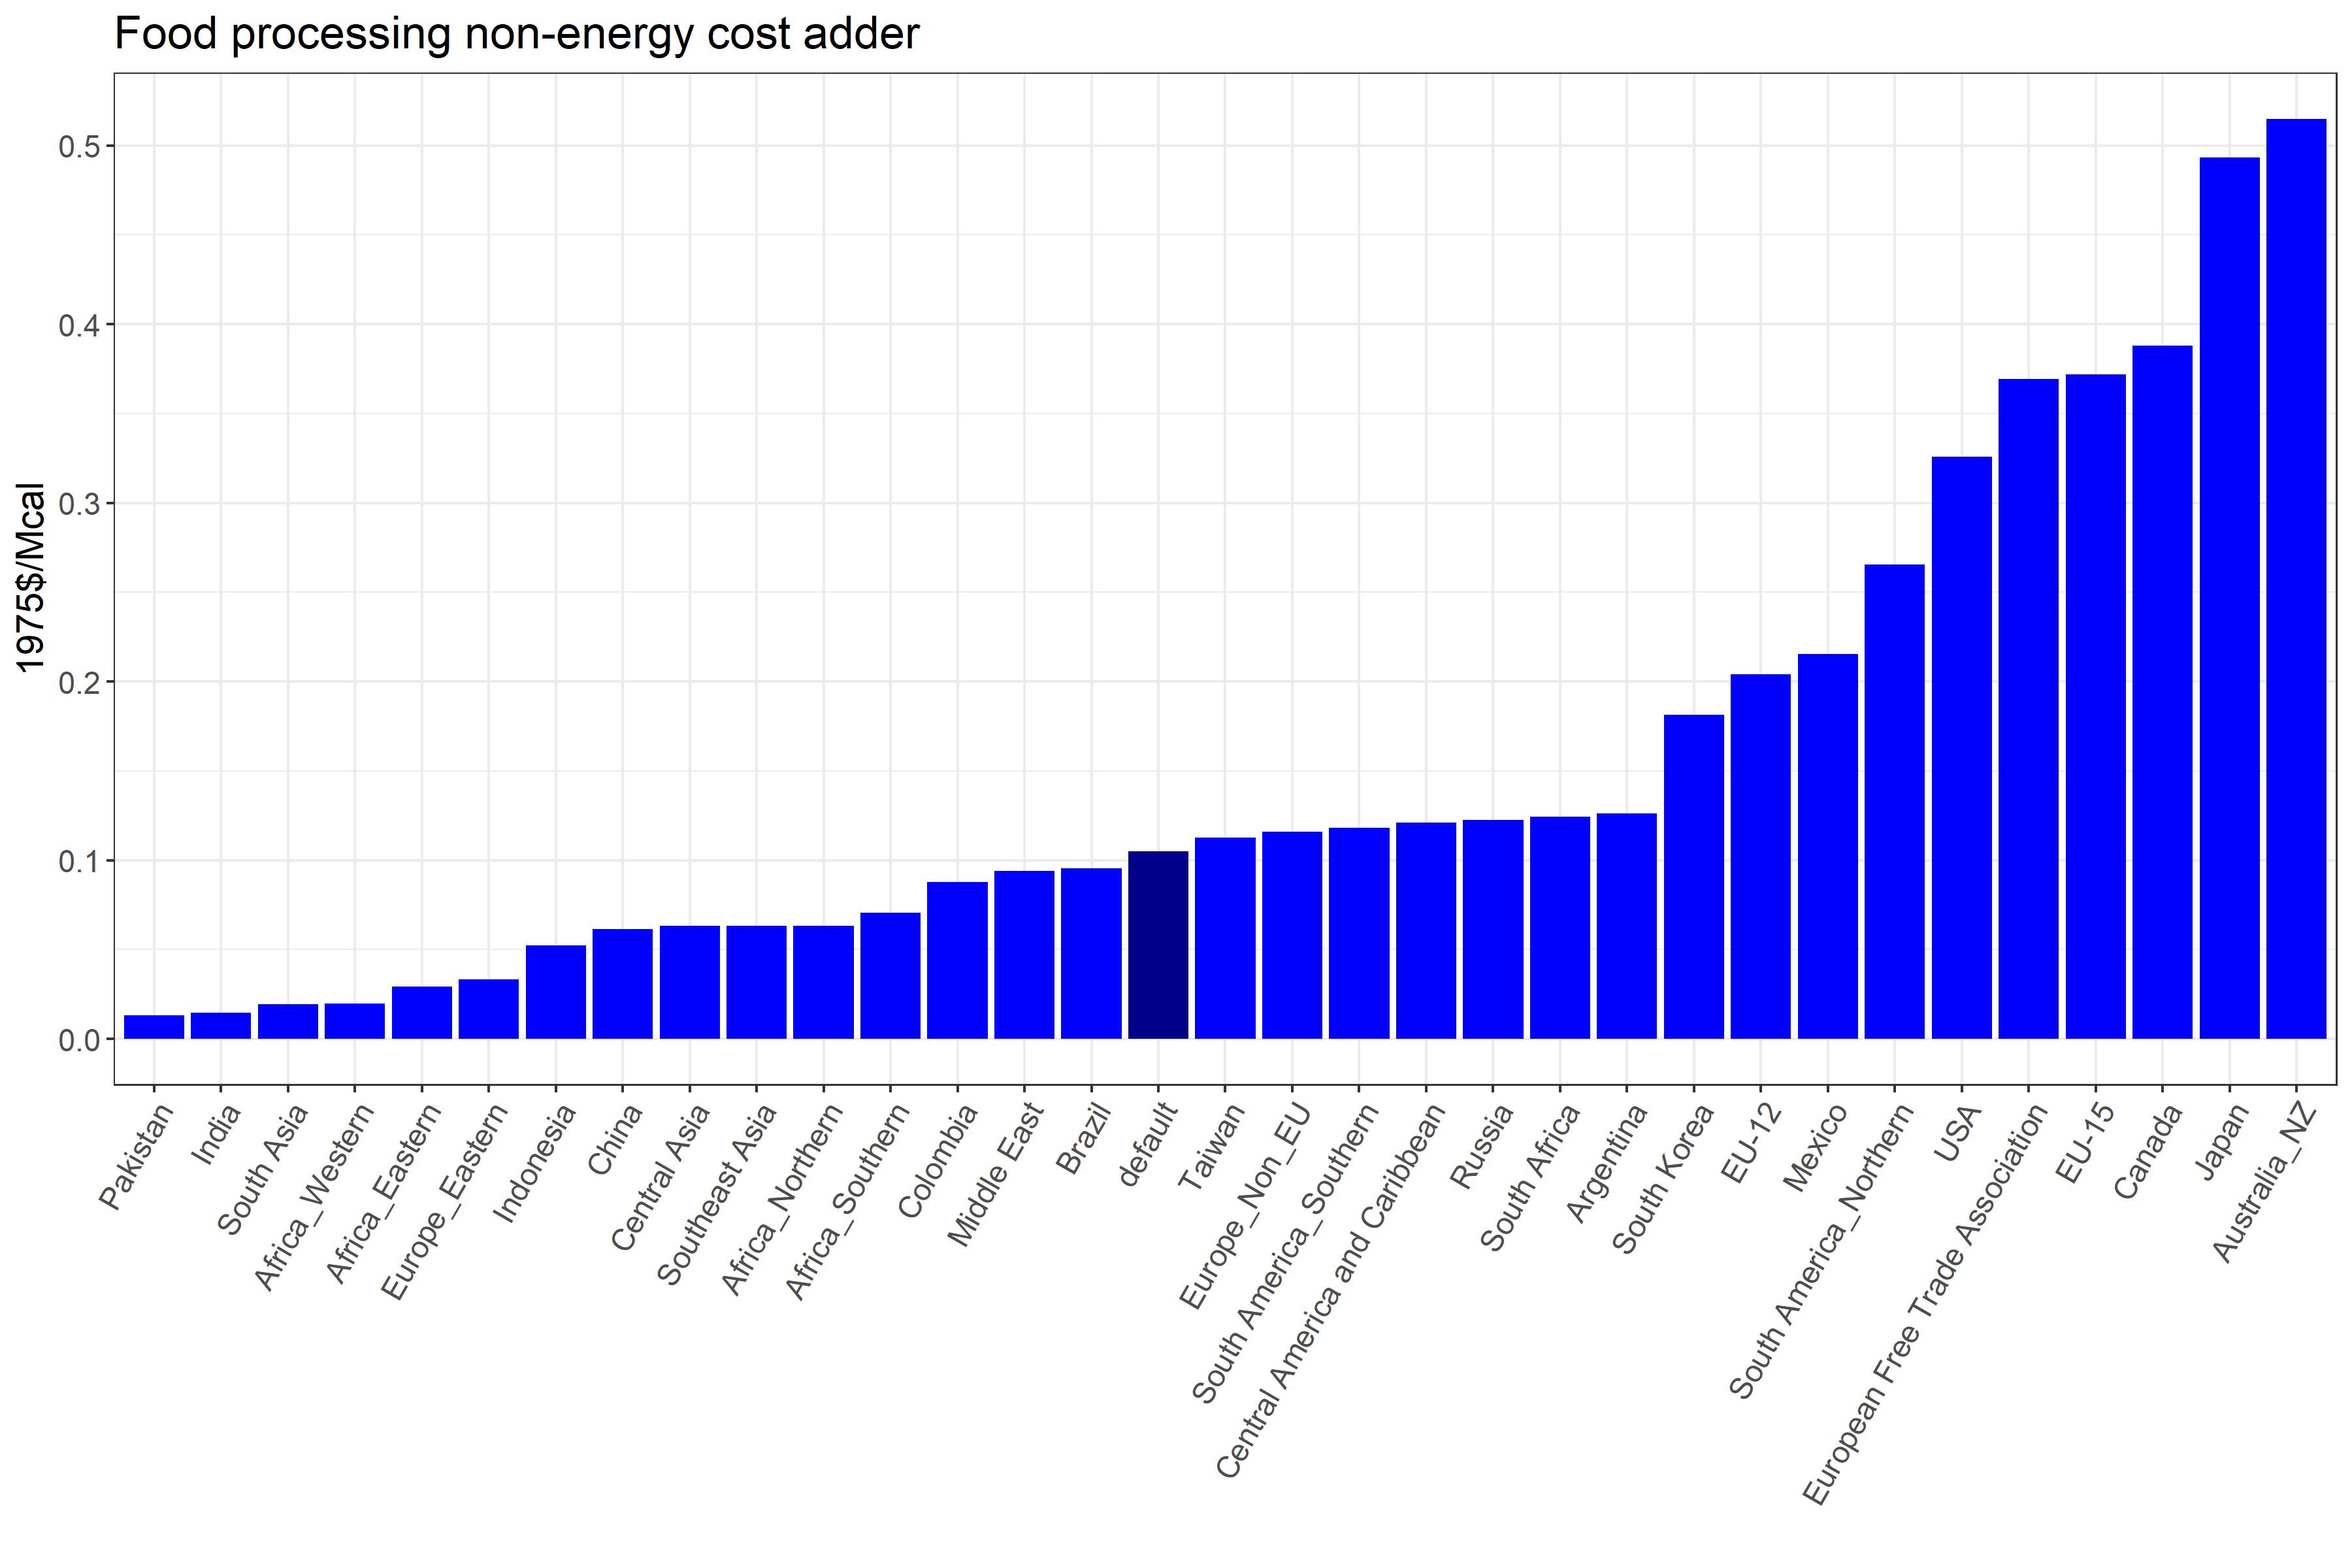 Food processing non-energy cost adder
1975$/Mcal
0.5
0.4
0.3
0.2
0.1
0.0
Pakistan
India
South Asia
Africa_Western
Africa_Eastern
Europe_Eastern
Indonesia
China
Central Asia
Southeast Asia
Africa_Northern
Africa_Southern
Colombia
Middle East
Brazil
default
Taiwan
Europe_Non_EU
South America_Southern
Central America and Caribbean
Russia
South Africa
Argentina
South Korea
EU-12
Mexico
South America_Northern
USA
European Free Trade Association
EU-15
Canada
Japan
Australia_NZ